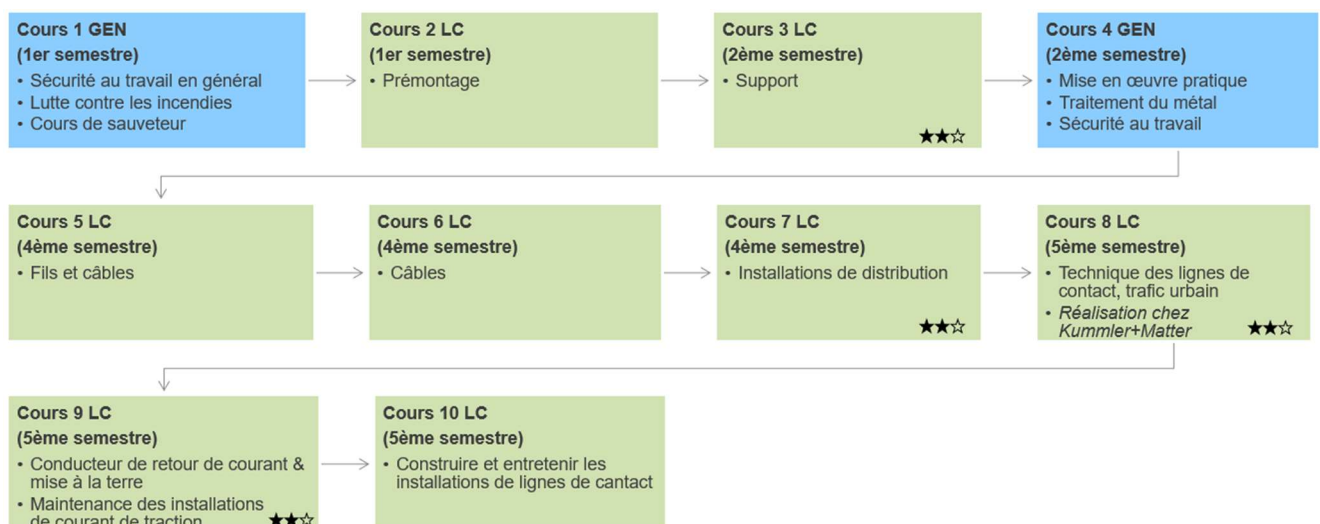 Cours 1 GEN
(1er semestre)
• Sécurité au travail en général
• Lutte contre les incendies
• Cours de sauveteur
Cours 2 LC
(1er semestre)
• Prémontage
Cours 3 LC
(2ème semestre)
• Support
★★☆
Cours 4 GEN
(2ème semestre)
• Mise en œuvre pratique
• Traitement du métal
• Sécurité au travail
Cours 5 LC
(4ème semestre)
• Fils et câbles
Cours 6 LC
(4ème semestre)
• Câbles
Cours 7 LC
(4ème semestre)
• Installations de distribution
★★☆
Cours 8 LC
(5ème semestre)
• Technique des lignes de
contact, trafic urbain
• Réalisation chez
Kummler+Matter ★★☆
Cours 9 LC
(5ème semestre)
• Conducteur de retour de courant &
mise à la terre
• Maintenance des installations
de courant de traction ★★☆
Cours 10 LC
(5ème semestre)
• Construire et entretenir les
installations de lignes de cantact